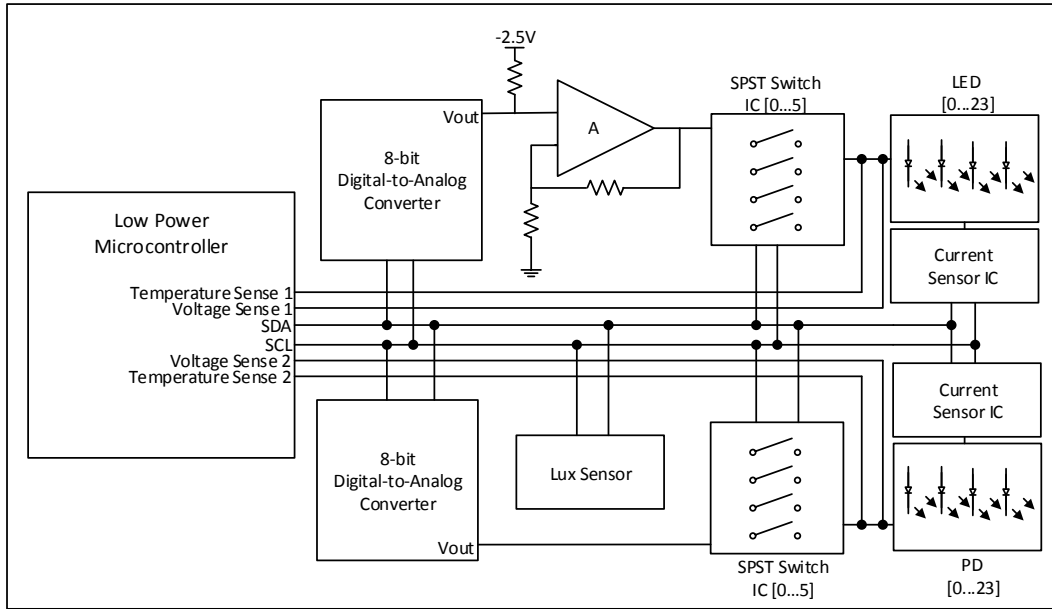 -2.5V
SPST Switch
IC [0...5]
LED
[0...23]
Vout
A
8-bit
Digital-to-Analog
Converter
Low Power
Microcontroller
Current
Sensor IC
Temperature Sense 1
Voltage Sense 1
SDA
SCL
Voltage Sense 2
Temperature Sense 2
Current
Sensor IC
8-bit
Digital-to-Analog
Converter
Lux Sensor
Vout
SPST Switch
IC [0...5]
PD
[0...23]